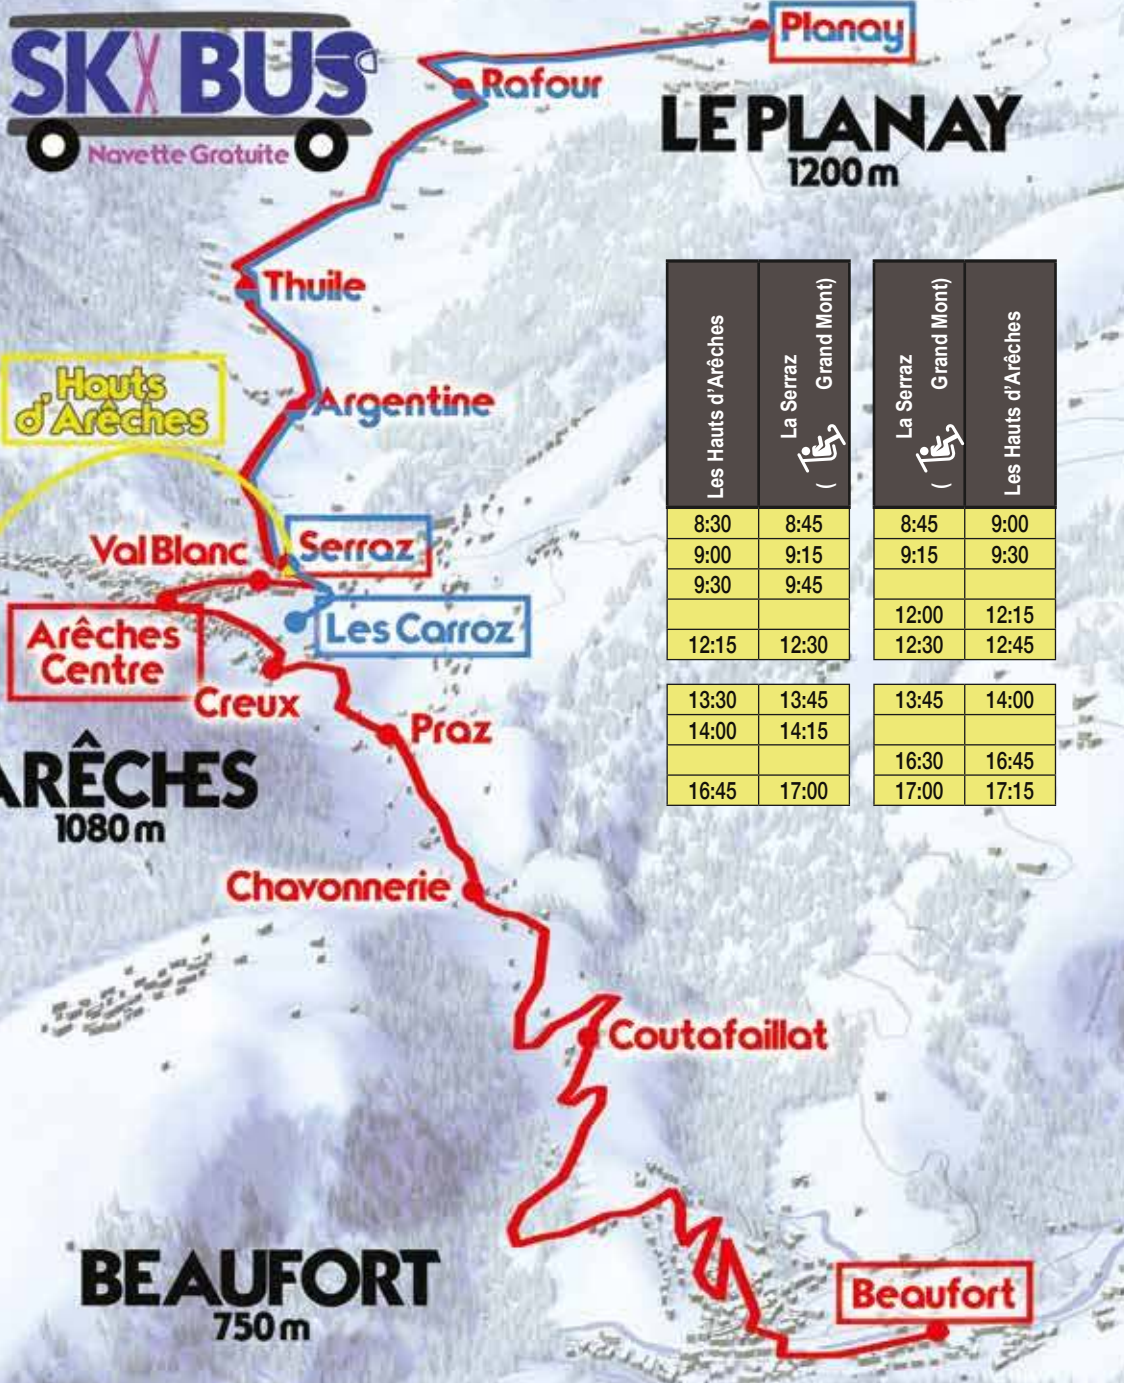 SKI BUS
Navette Gratuite
Planay
Rafour
LE PLANAY
1200 m
Thuile
Hauts
d'Arêches
Argentine
Val Blanc
Serraz
Arêches
Centre
Les Carroz
Creux
Praz
ARÊCHES
1080 m
Chavonnerie
Coutafaillat
BEAUFORT
750 m
Beaufort
Les Hauts d'Arêches
La Serraz
( Grand Mont)
La Serraz
( Grand Mont)
Les Hauts d'Arêches
8:30 8:45 8:45 9:00
9:00 9:15 9:15 9:30
9:30 9:45
12:00 12:15
12:15 12:30 12:30 12:45
13:30 13:45 13:45 14:00
14:00 14:15
16:30 16:45
16:45 17:00 17:00 17:15